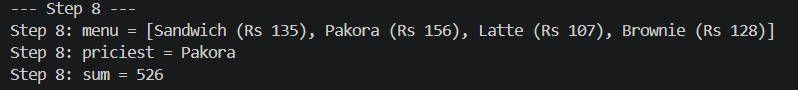 --- Step 8 ---
Step 8: menu = [Sandwich (Rs 135), Pakora (Rs 156), Latte (Rs 107), Brownie (Rs 128)]
Step 8: priciest = Pakora
Step 8: sum = 526